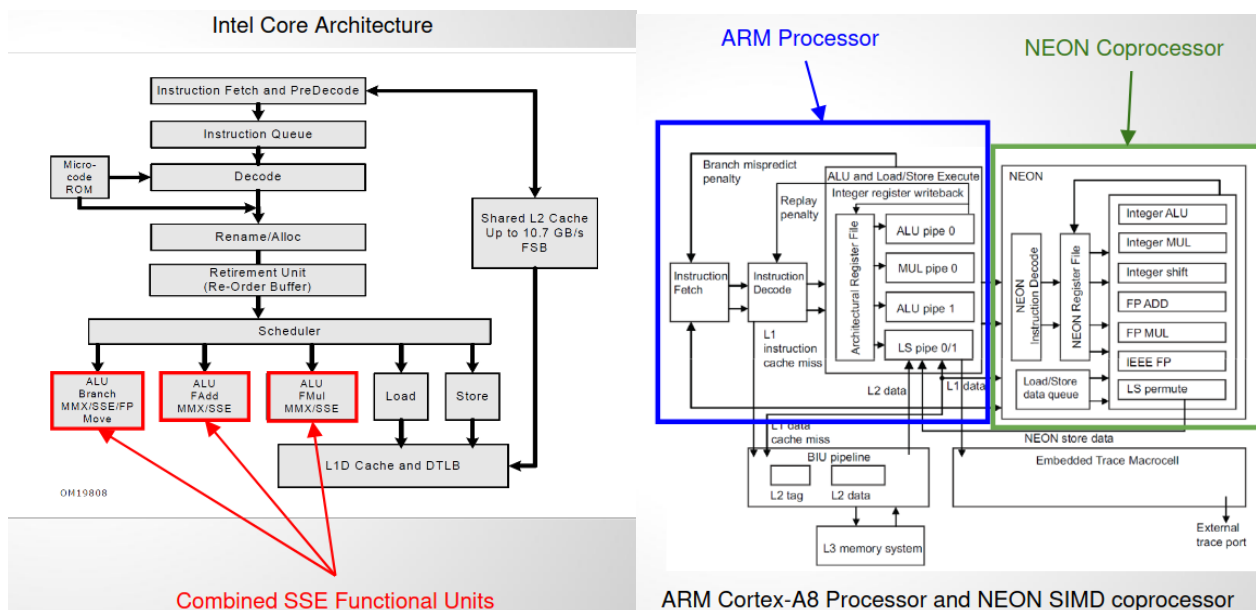 Intel Core Architecture
Instruction Fetch and PreDecode
Instruction Queue
Micro-
code
ROM
Decode
Rename/Alloc
Retirement Unit
(Re-Order Buffer)
Scheduler
ALU
Branch
MMX/SSE/FP
Move
ALU
FAdd
MMX/SSE
ALU
FMul
MMX/SSE
Load
Store
Shared L2 Cache
Up to 10.7 GB/s
FSB
L1D Cache and DTLB
OM19808
Combined SSE Functional Units
ARM Processor
NEON Coprocessor
Branch mispredict
penalty
ALU and Load/Store Execute
Integer register writeback
Replay
penalty
Instruction
Fetch
Instruction
Decode
Architectural Register File
ALU pipe 0
MUL pipe 0
ALU pipe 1
LS pipe 0/1
L1
instruction
cache miss
L2 data
L1 data
NEON
NEON
Instruction Decode
NEON Register File
Load/Store
data queue
Integer ALU
Integer MUL
Integer shift
FP ADD
FP MUL
IEEE FP
LS permute
L1 data
cache miss
NEON store data
BIU pipeline
L2 tag
L2 data
Embedded Trace Macrocell
L3 memory system
External
trace port
ARM Cortex-A8 Processor and NEON SIMD coprocessor